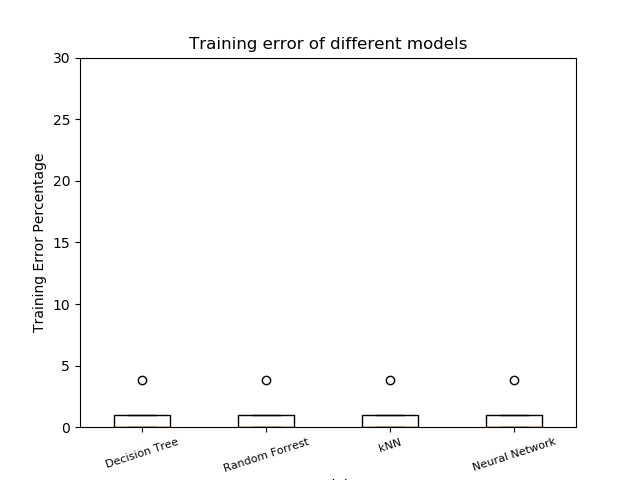 Training error of different models
Training Error Percentage
30
25
20
15
10
5
0
Decision Tree
Random Forrest
kNN
Neural Network